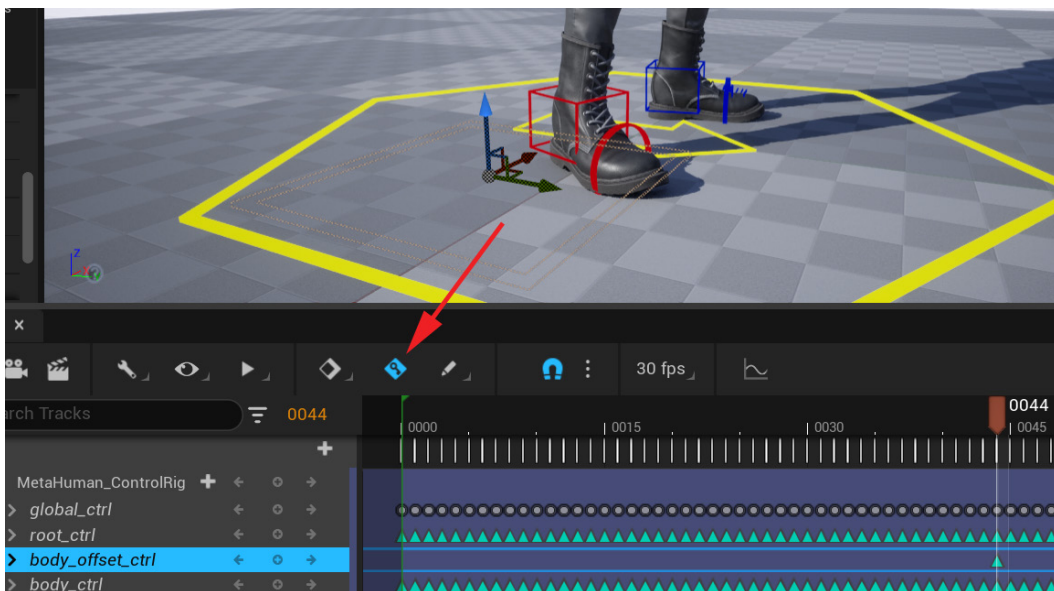 z
30 fps
arch Tracks
0044
0044
0000
0015
0030
0045
MetaHuman_ControlRig
global_ctrl
root_ctrl
body_offset_ctrl
body_ctrl